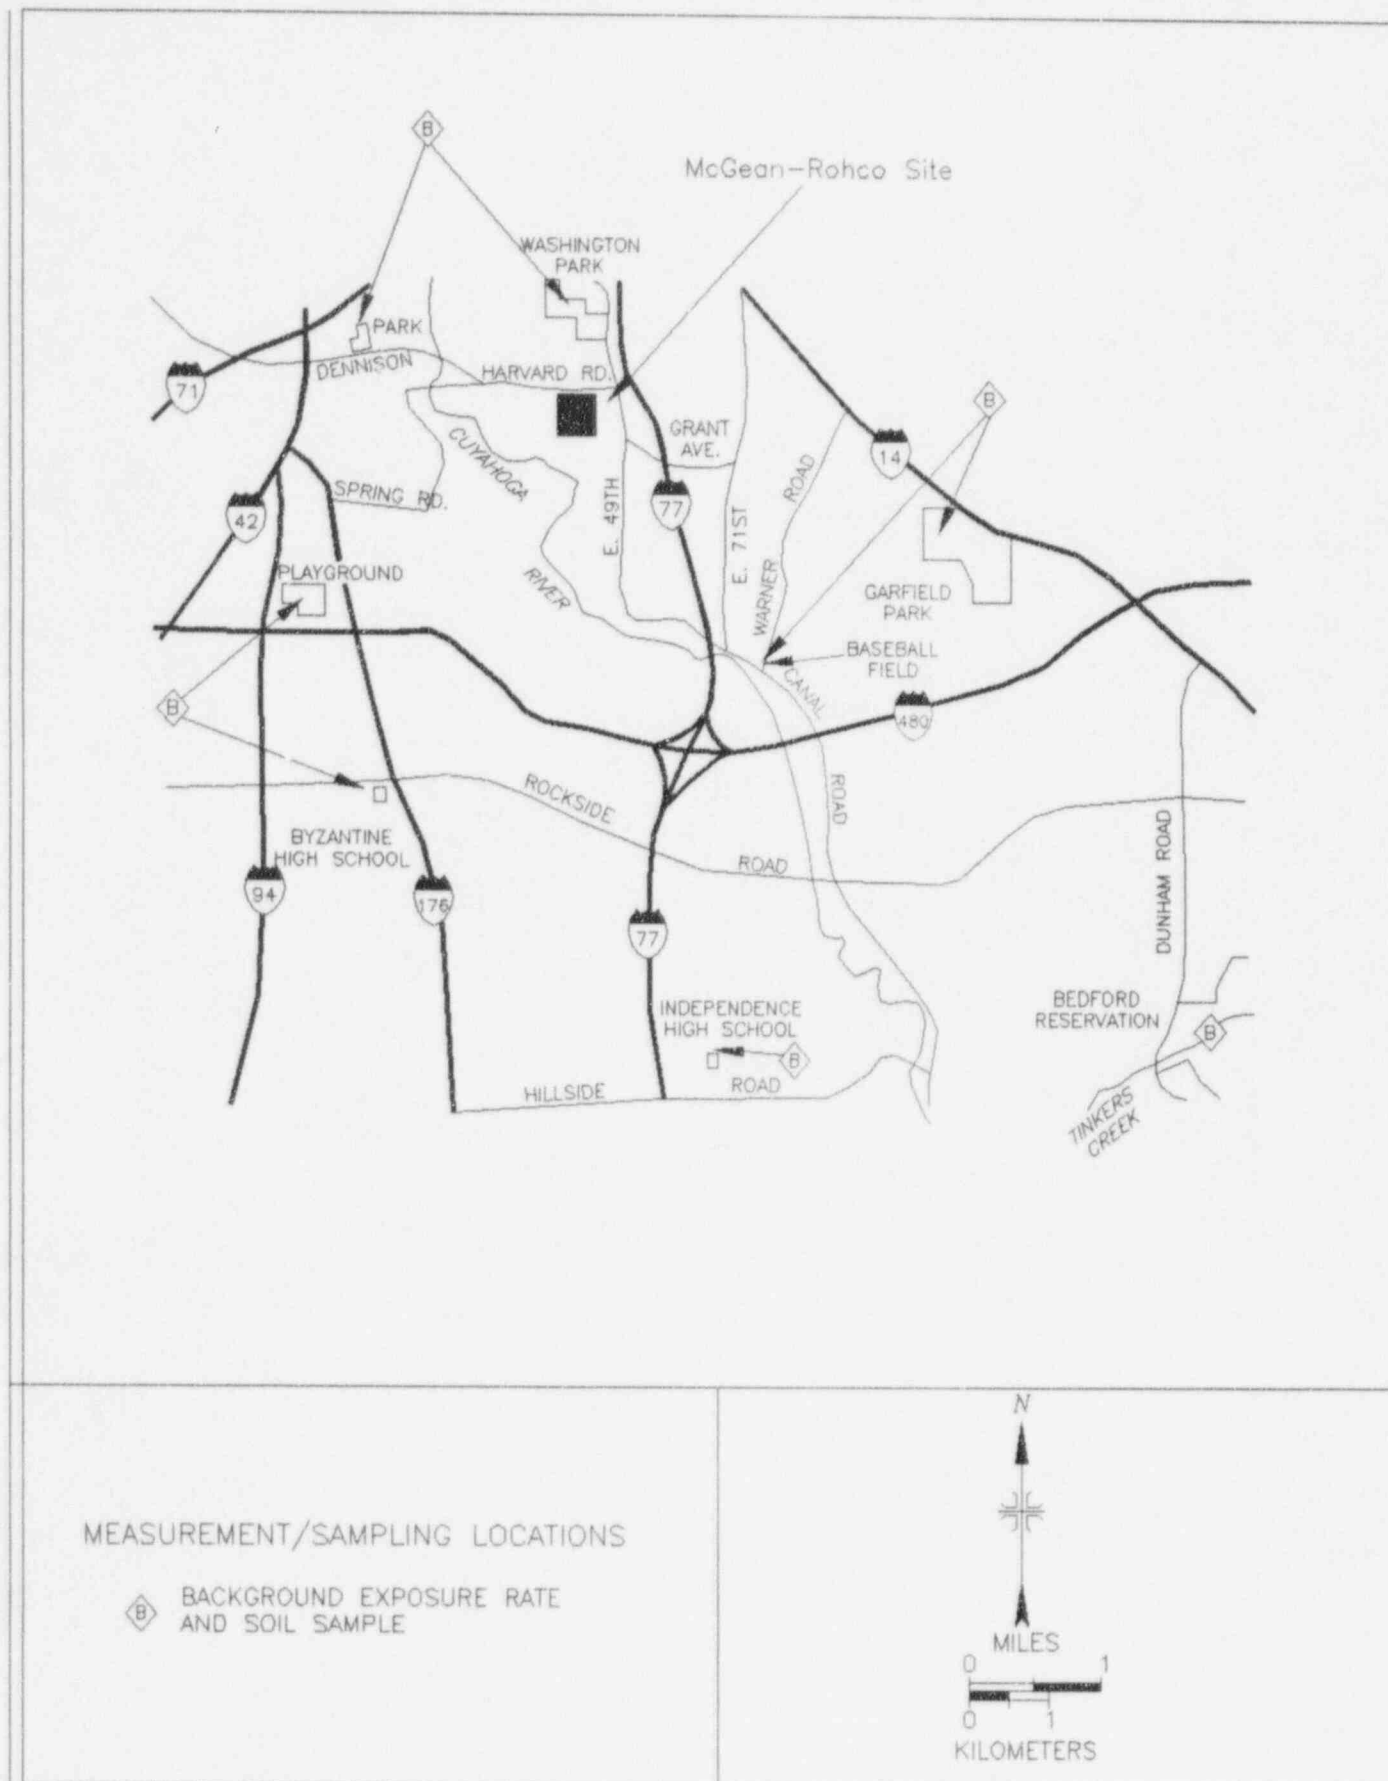 B
McGean-Rohco Site
WASHINGTON
PARK
PARK
DENNISON
HARVARD RD.
71
B
GRANT
AVE.
CUYAHOGA
14
ROAD
SPRING RD.
77
42
E. 49TH
E. 71ST
PLAYGROUND
RIVER
WARNER
GARFIELD
PARK
BASEBALL
FIELD
CANAL
B
480
ROCKSIDE
ROAD
BYZANTINE
HIGH SCHOOL
ROAD
DUNHAM ROAD
94
176
77
INDEPENDENCE
HIGH SCHOOL
BEDFORD
RESERVATION
B
B
HILLSIDE
ROAD
TINKERS
CREEK
N
MEASUREMENT/SAMPLING LOCATIONS
B
BACKGROUND EXPOSURE RATE
AND SOIL SAMPLE
MILES
0 1
0 1
KILOMETERS